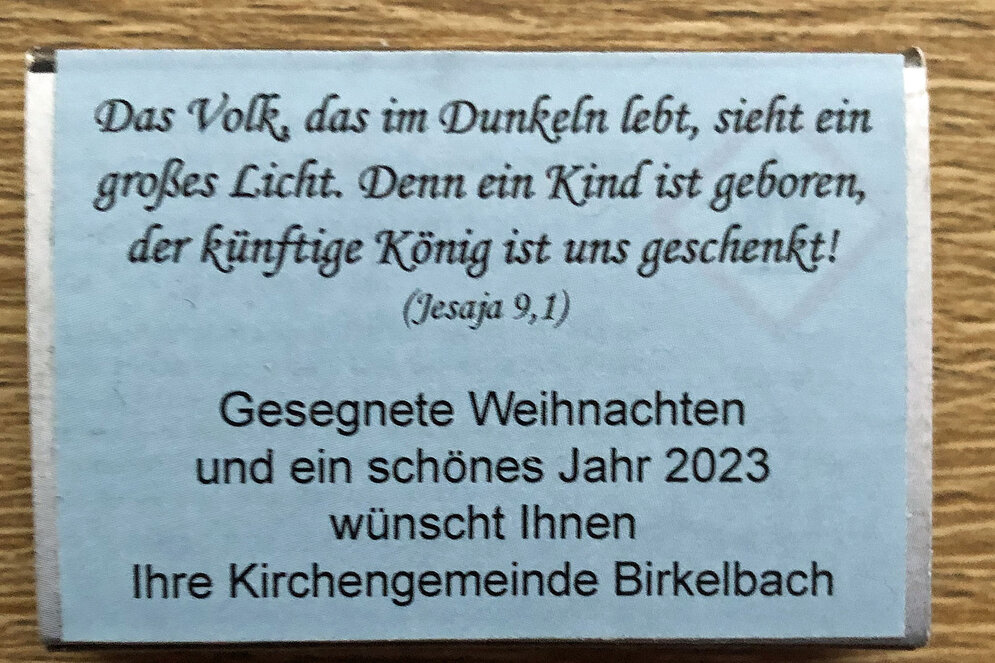 Das Volk, das im Dunkeln lebt, sieht ein
großes Licht. Denn ein Kind ist geboren,
der künftige König ist uns geschenkt!
(Jesaja 9,1)
Gesegnete Weihnachten
und ein schönes Jahr 2023
wünscht Ihnen
Ihre Kirchengemeinde Birkelbach